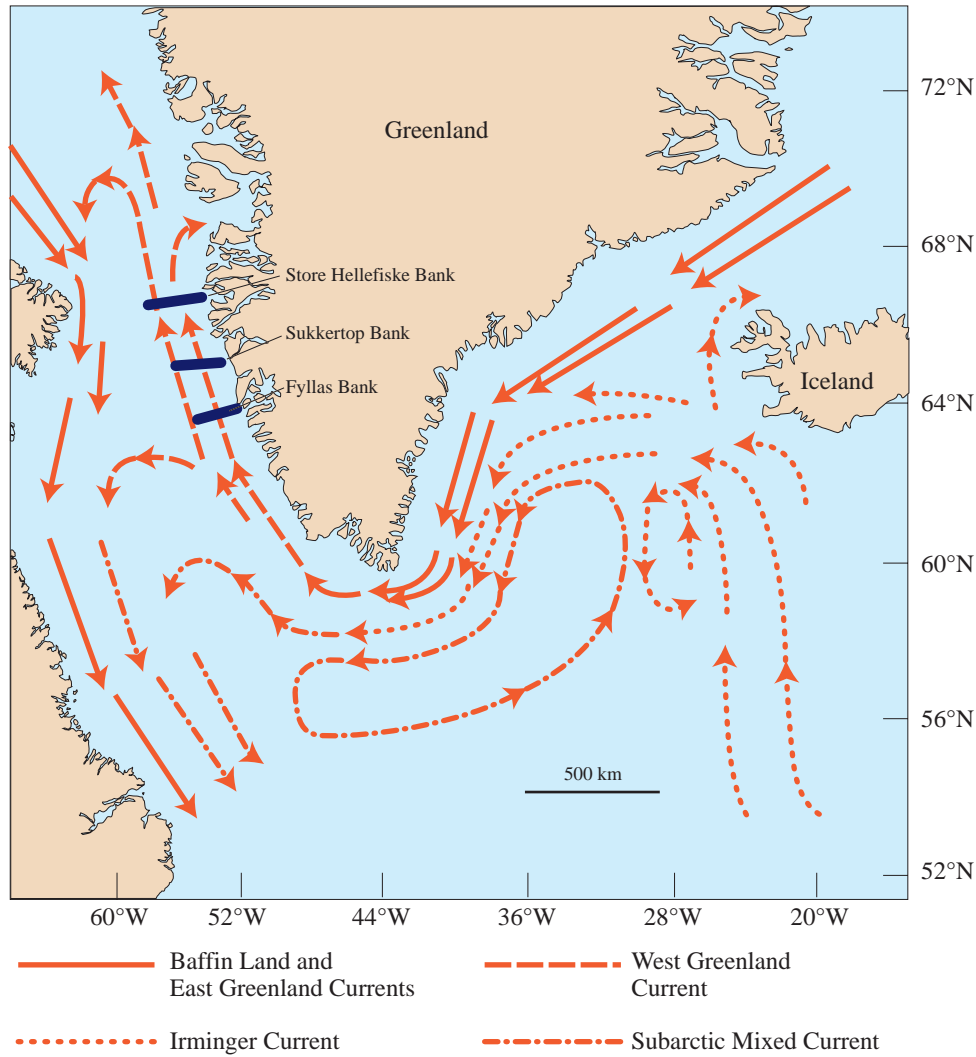 Greenland
72°N
68°N
Store Hellefiske Bank
Sukkertop Bank
Iceland
Fyllas Bank
64°N
60°N
56°N
500 km
52°N
60°W 52°W 44°W 36°W 28°W 20°W
Baffin Land and
East Greenland Currents
West Greenland
Current
Irminger Current
Subarctic Mixed Current